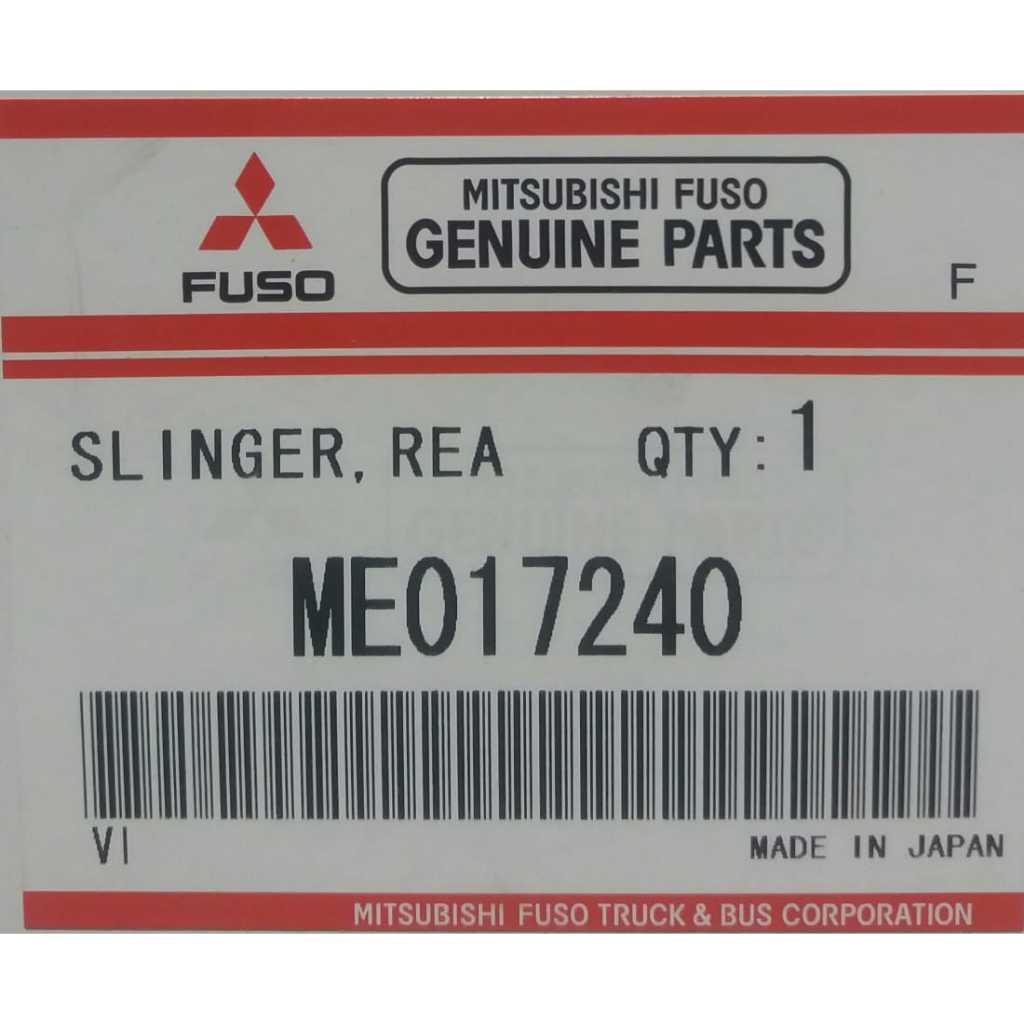 MITSUBISHI FUSO
GENUINE PARTS
FUSO
F
SLINGER, REA QTY: 1
ME017240
VI
MADE IN JAPAN
MITSUBISHI FUSO TRUCK & BUS CORPORATION